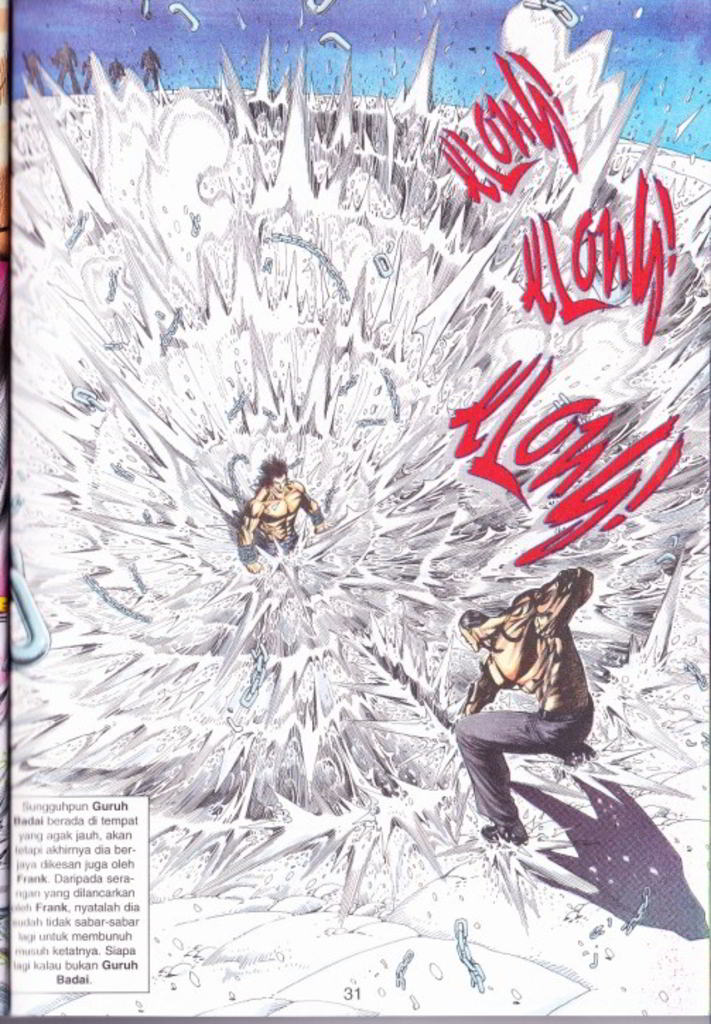 KLONG!
KLONG!
KLONG!
Sungguhpun Guruh
Badai berada di tempat
yang agak jauh, akan
tetapi akhirnya dia ber-
jaya dikesan juga oleh
Frank. Daripada sera-
ngan yang dilancarkan
oleh Frank, nyatalah dia
sudah tidak sabar-sabar
lagi untuk membunuh
musuh ketatnya. Siapa
lagi kalau bukan Guruh
Badai.
31